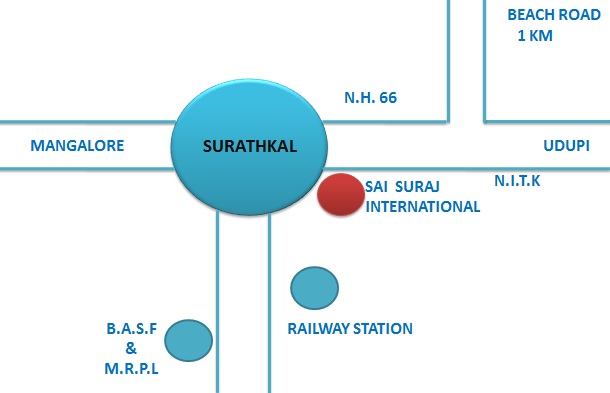 BEACH ROAD
1 KM
N.H. 66
MANGALORE
SURATHKAL
UDUPI
N.I.T.K
SAI SURAJ
INTERNATIONAL
RAILWAY STATION
B.A.S.F
&
M.R.P.L